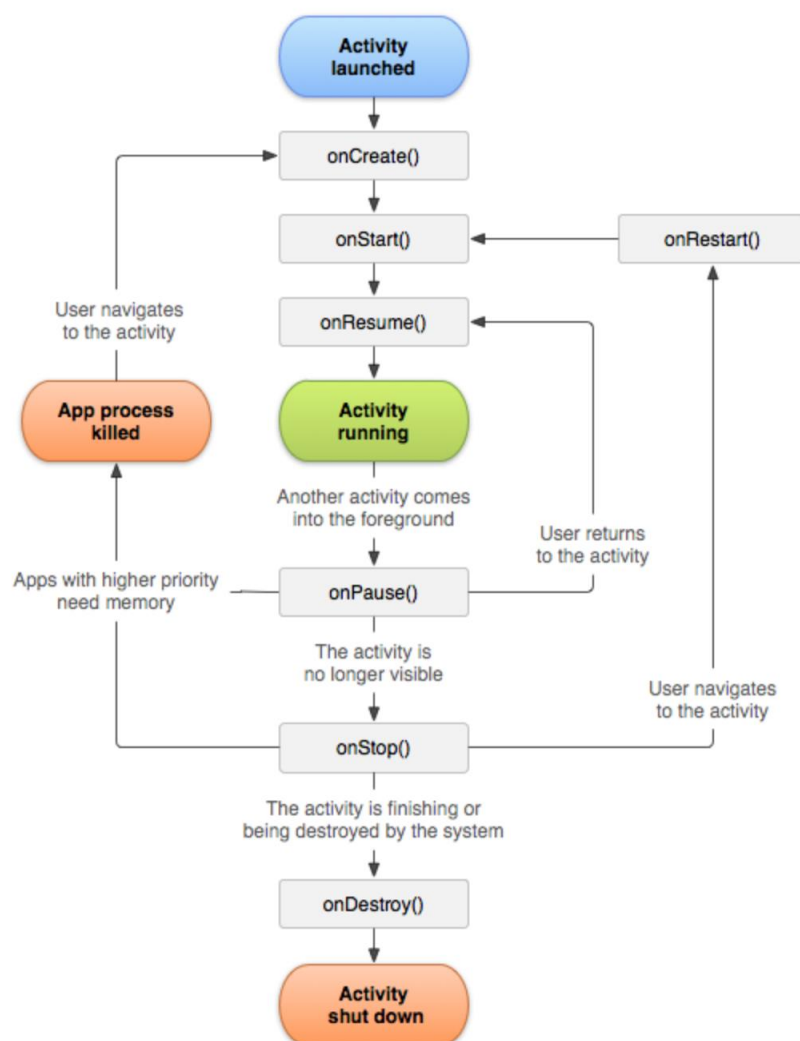 Activity
launched
onCreate()
onStart()
onRestart()
User navigates
to the activity
onResume()
App process
killed
Activity
running
Another activity comes
into the foreground
User returns
to the activity
Apps with higher priority
need memory
onPause()
The activity is
no longer visible
User navigates
to the activity
onStop()
The activity is finishing or
being destroyed by the system
onDestroy()
Activity
shut down